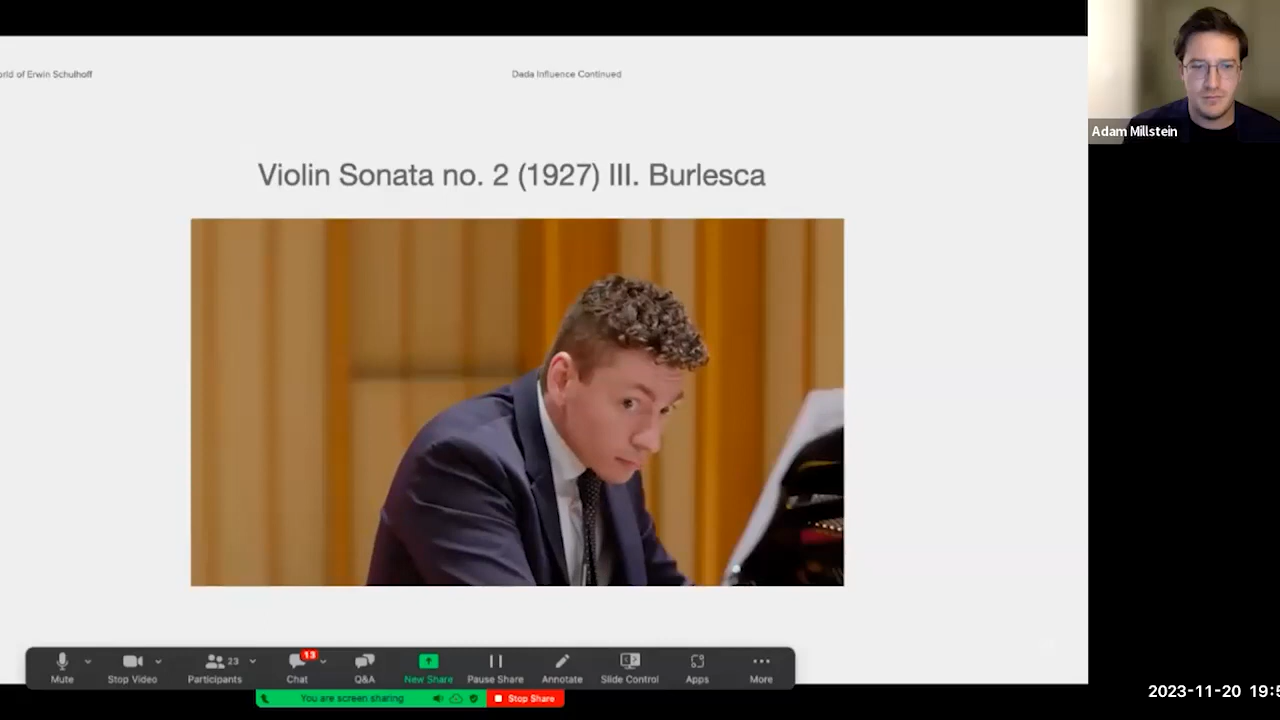 orld of Erwin Schulhoff
Dada Influence Continued
Adam Millstein
Violin Sonata no. 2 (1927) III. Burlesca
23
13
Mute
Stop Video
Participants
Chat
Q&A
New Share
Pause Share
Annotate
Slide Control
Apps
More
You are screen sharing
Stop Share
2023-11-20 19:5